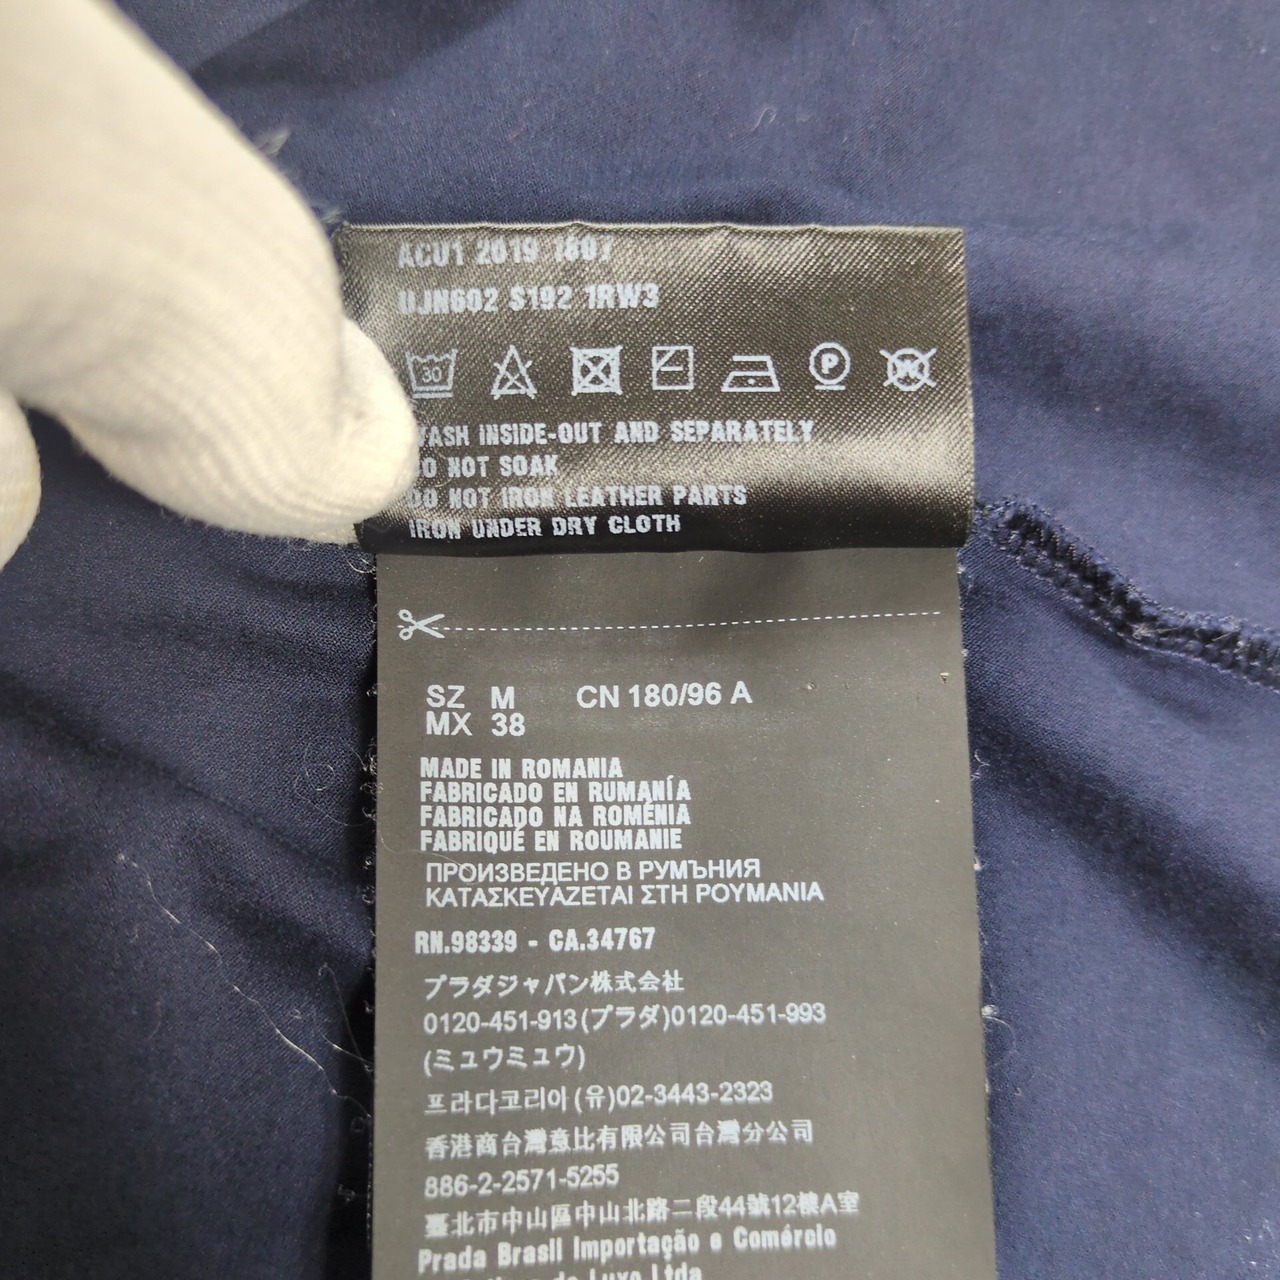 ACU1 2019 1807
UJN602 S192 1RW3
30 P W
WASH INSIDE-OUT AND SEPARATELY
DO NOT SOAK
DO NOT IRON LEATHER PARTS
IRON UNDER DRY CLOTH
SZ M CN 180/96 A
MX 38
MADE IN ROMANIA
FABRICADO EN RUMANÍA
FABRICADO NA ROMÉNIA
FABRIQUÉ EN ROUMANIE
ПРОИЗВЕДЕНО В РУМЪНИЯ
ΚΑΤΑΣΚΕΥΑΖΕΤΑΙ ΣΤΗ ΡΟΥΜΑΝΙΑ
RN.98339 - CA.34767
プラダジャパン株式会社
0120-451-913(プラダ)0120-451-993
(ミュウミュウ)
프라다코리아(유)02-3443-2323
香港商台灣意比有限公司台灣分公司
886-2-2571-5255
臺北市中山區中山北路二段44號12樓A室
Prada Brasil Importação e Comércio
de Luxo Ltda